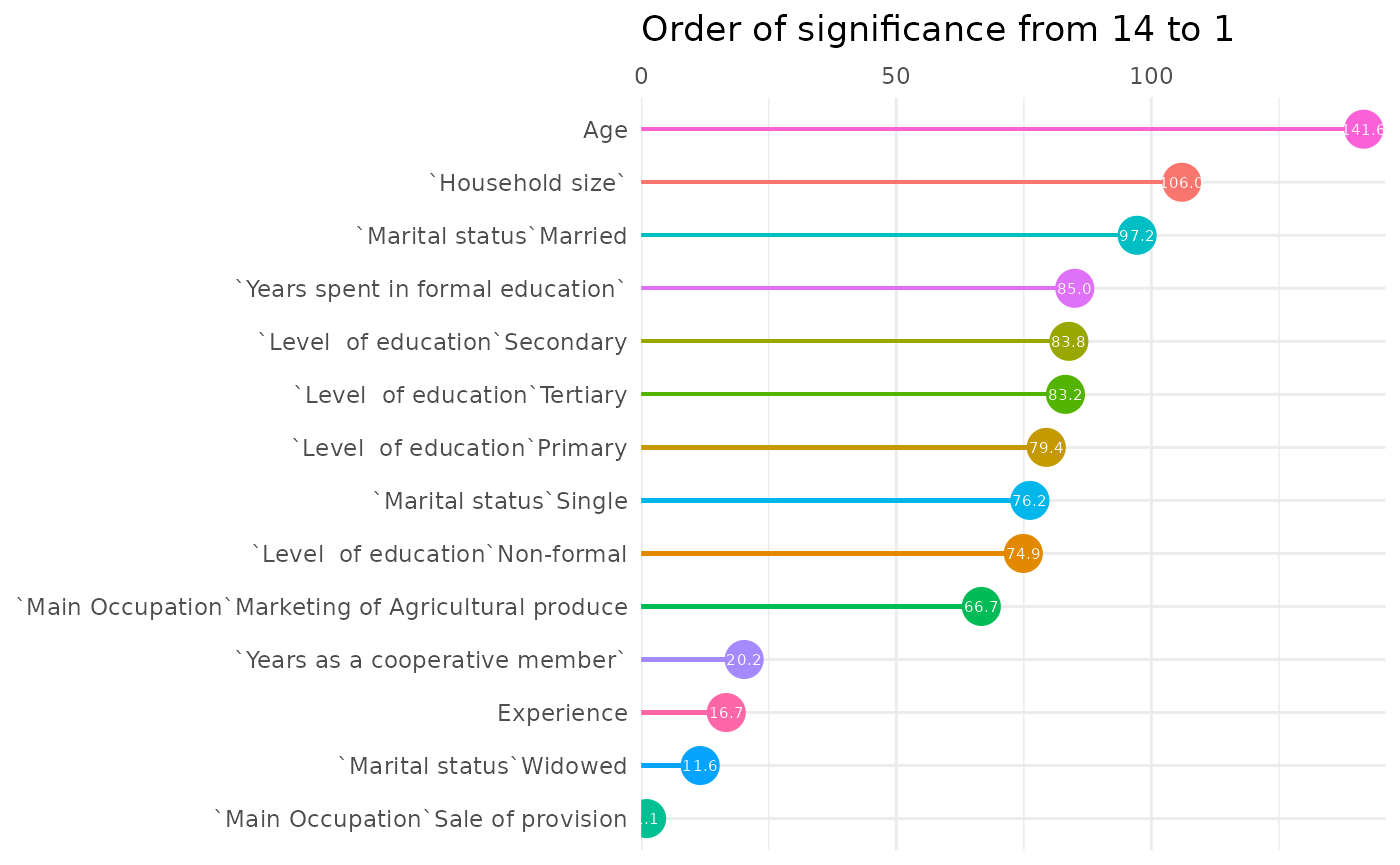 Order of significance from 14 to 1
0 50 100
Age 141.6
`Household size` 106.0
`Marital status`Married 97.2
`Years spent in formal education` 85.0
`Level  of education`Secondary 83.8
`Level  of education`Tertiary 83.2
`Level  of education`Primary 79.4
`Marital status`Single 76.2
`Level  of education`Non-formal 74.9
`Main Occupation`Marketing of Agricultural produce 66.7
`Years as a cooperative member` 20.2
Experience 16.7
`Marital status`Widowed 11.6
`Main Occupation`Sale of provision